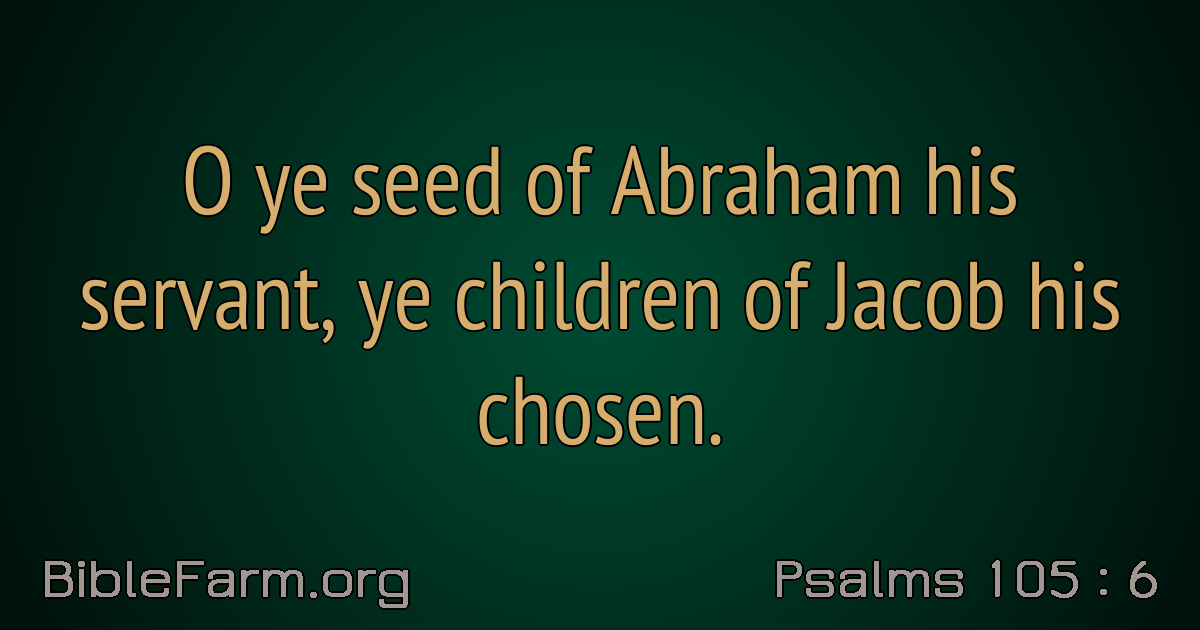 O ye seed of Abraham his
servant, ye children of Jacob his
chosen.
BibleFarm.org
Psalms 105 : 6